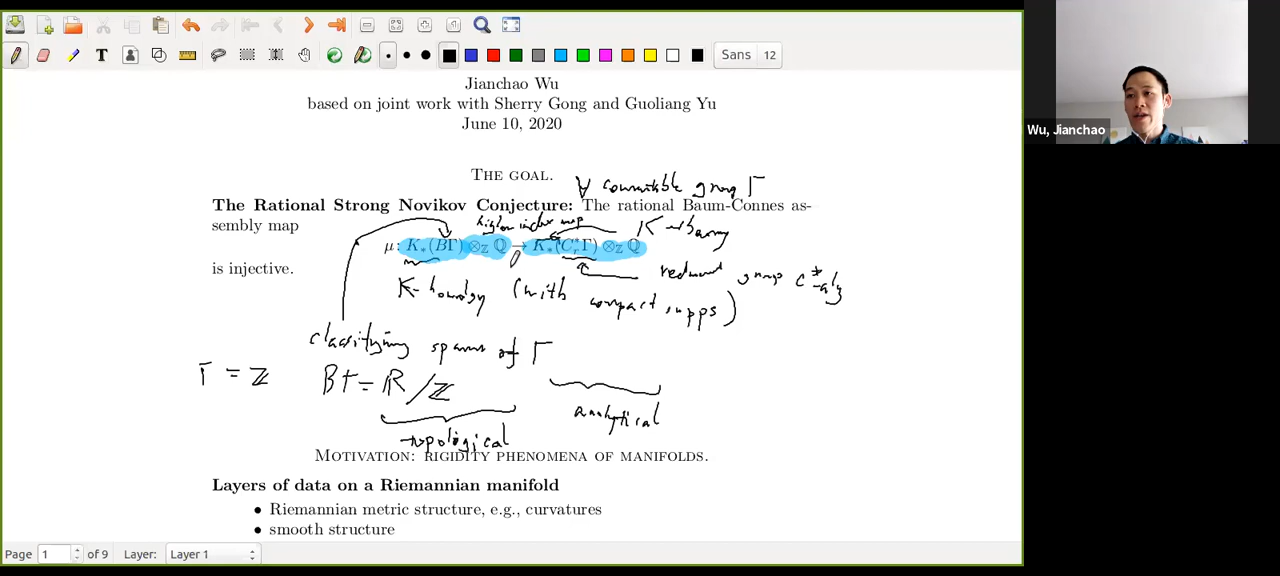 Sans 12
Jianchao Wu
based on joint work with Sherry Gong and Guoliang Yu
June 10, 2020
Wu, Jianchao
THE GOAL.
∀ countable group Γ
The Rational Strong Novikov Conjecture: The rational Baum-Connes as-
sembly map
higher index map
K-theory
μ: K∗(BΓ) ⊗ℤ ℚ → K∗(C*rΓ) ⊗ℤ ℚ
is injective.
reduced group C*-alg
K-homology (with compact supps)
classifying space of Γ
Γ = ℤ BΓ = ℝ/ℤ
analytical
topological
MOTIVATION: RIGIDITY PHENOMENA OF MANIFOLDS.
Layers of data on a Riemannian manifold
• Riemannian metric structure, e.g., curvatures
• smooth structure
Page 1 of 9 Layer: Layer 1